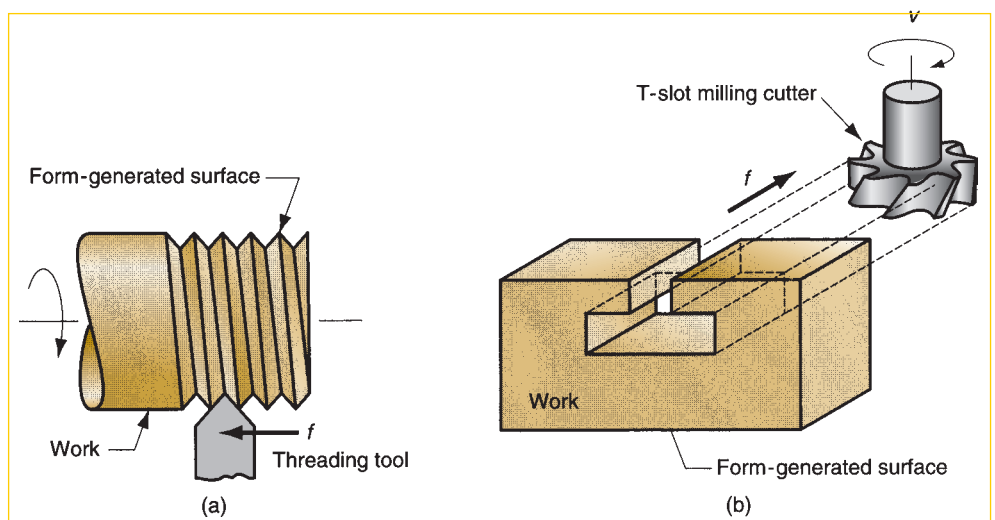 Form-generated surface
Work
f
Threading tool
(a)
v
T-slot milling cutter
f
Work
Form-generated surface
(b)